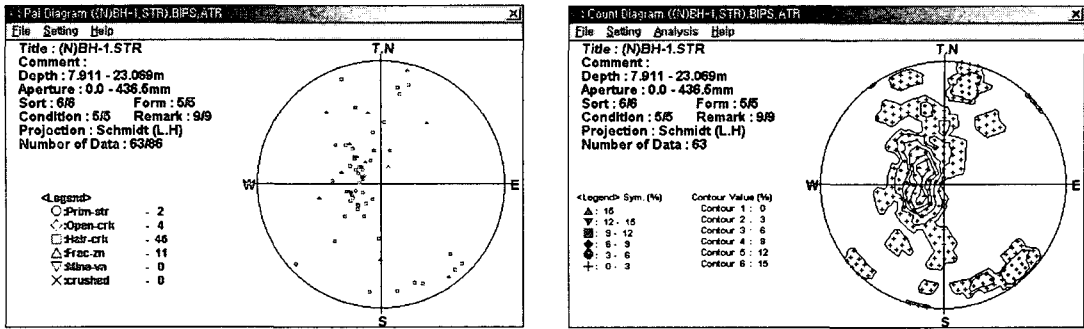 : Pal Diagram ((N)BH-1,STR).BIPS,ATR
File Setting Help
Title : (N)BH-1.STR
Comment :
Depth : 7.911 - 23.069m
Aperture : 0.0 - 436.5mm
Sort : 6/6 Form : 5/5
Condition : 5/5 Remark : 9/9
Projection : Schmidt (L.H)
Number of Data : 63/86
T.N
W
E
S
<Legend>
:Prim-str - 2
:Open-crk - 4
:Hair-crk - 46
:Frac-zn - 11
:Mine-vn - 0
:crushed - 0
: Count Diagram ((N)BH-1,STR).BIPS,ATR
File Setting Analysis Help
Title : (N)BH-1.STR
Comment :
Depth : 7.911 - 23.069m
Aperture : 0.0 - 436.5mm
Sort : 6/6 Form : 5/5
Condition : 5/5 Remark : 9/9
Projection : Schmidt (L.H)
Number of Data : 63
T.N
W
E
S
<Legend> Sym. (%)
: 15
: 12 - 15
: 9 - 12
: 6 - 9
: 3 - 6
: 0 - 3
Contour Value (%)
Contour 1 : 0
Contour 2 : 3
Contour 3 : 6
Contour 4 : 9
Contour 5 : 12
Contour 6 : 15